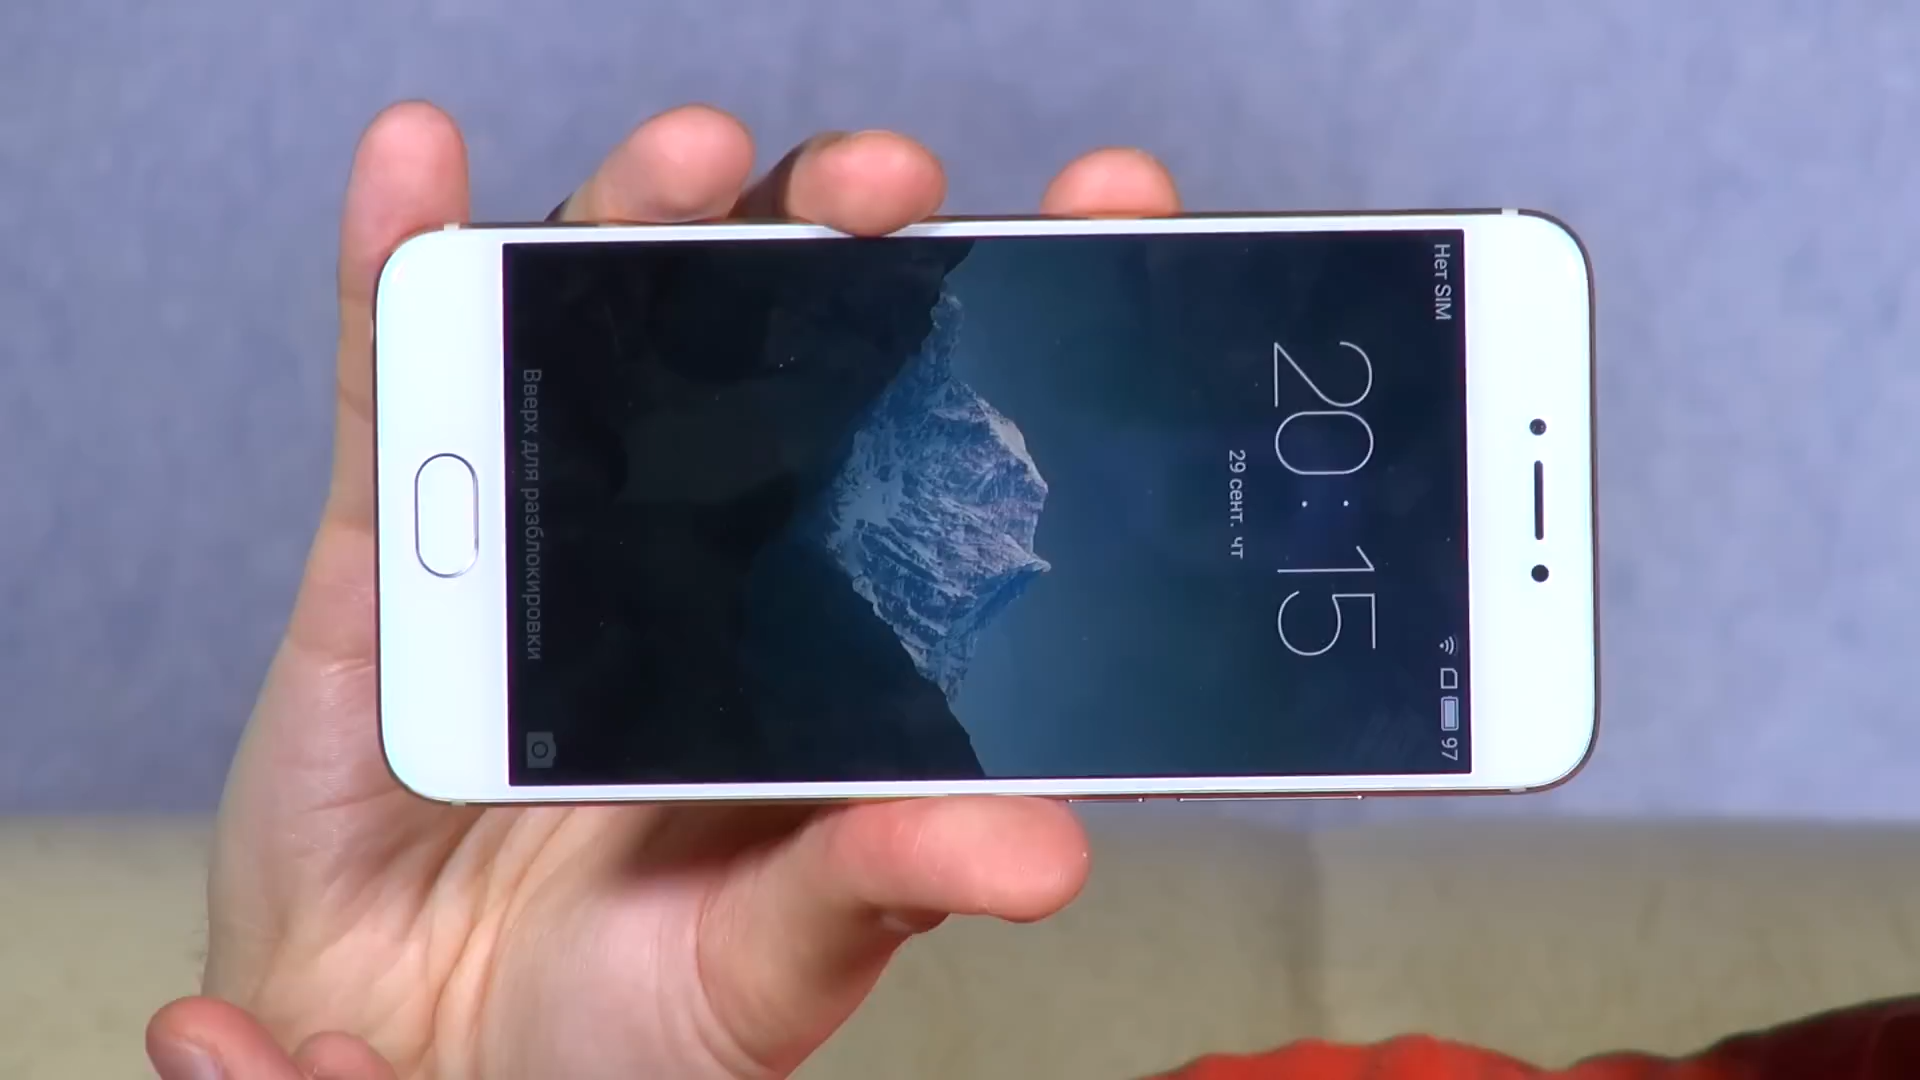 Нет SIM
97
20:15
29 сент. чт
Вверх для разблокировки